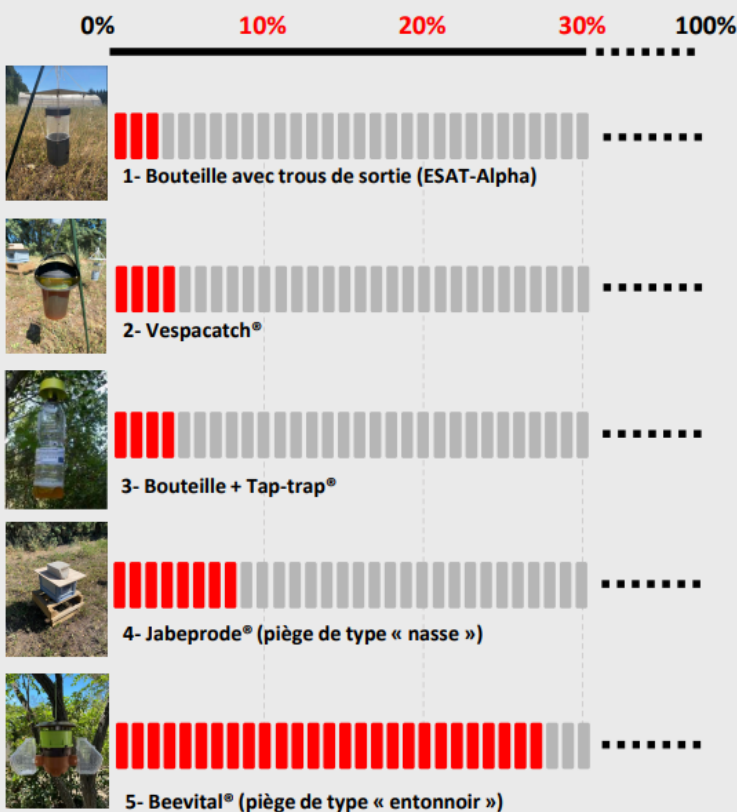 0% 10% 20% 30% 100%
1- Bouteille avec trous de sortie (ESAT-Alpha)
2- Vespacatch®
3- Bouteille + Tap-trap®
4- Jabeprode® (piège de type « nasse »)
5- Beevital® (piège de type « entonnoir »)